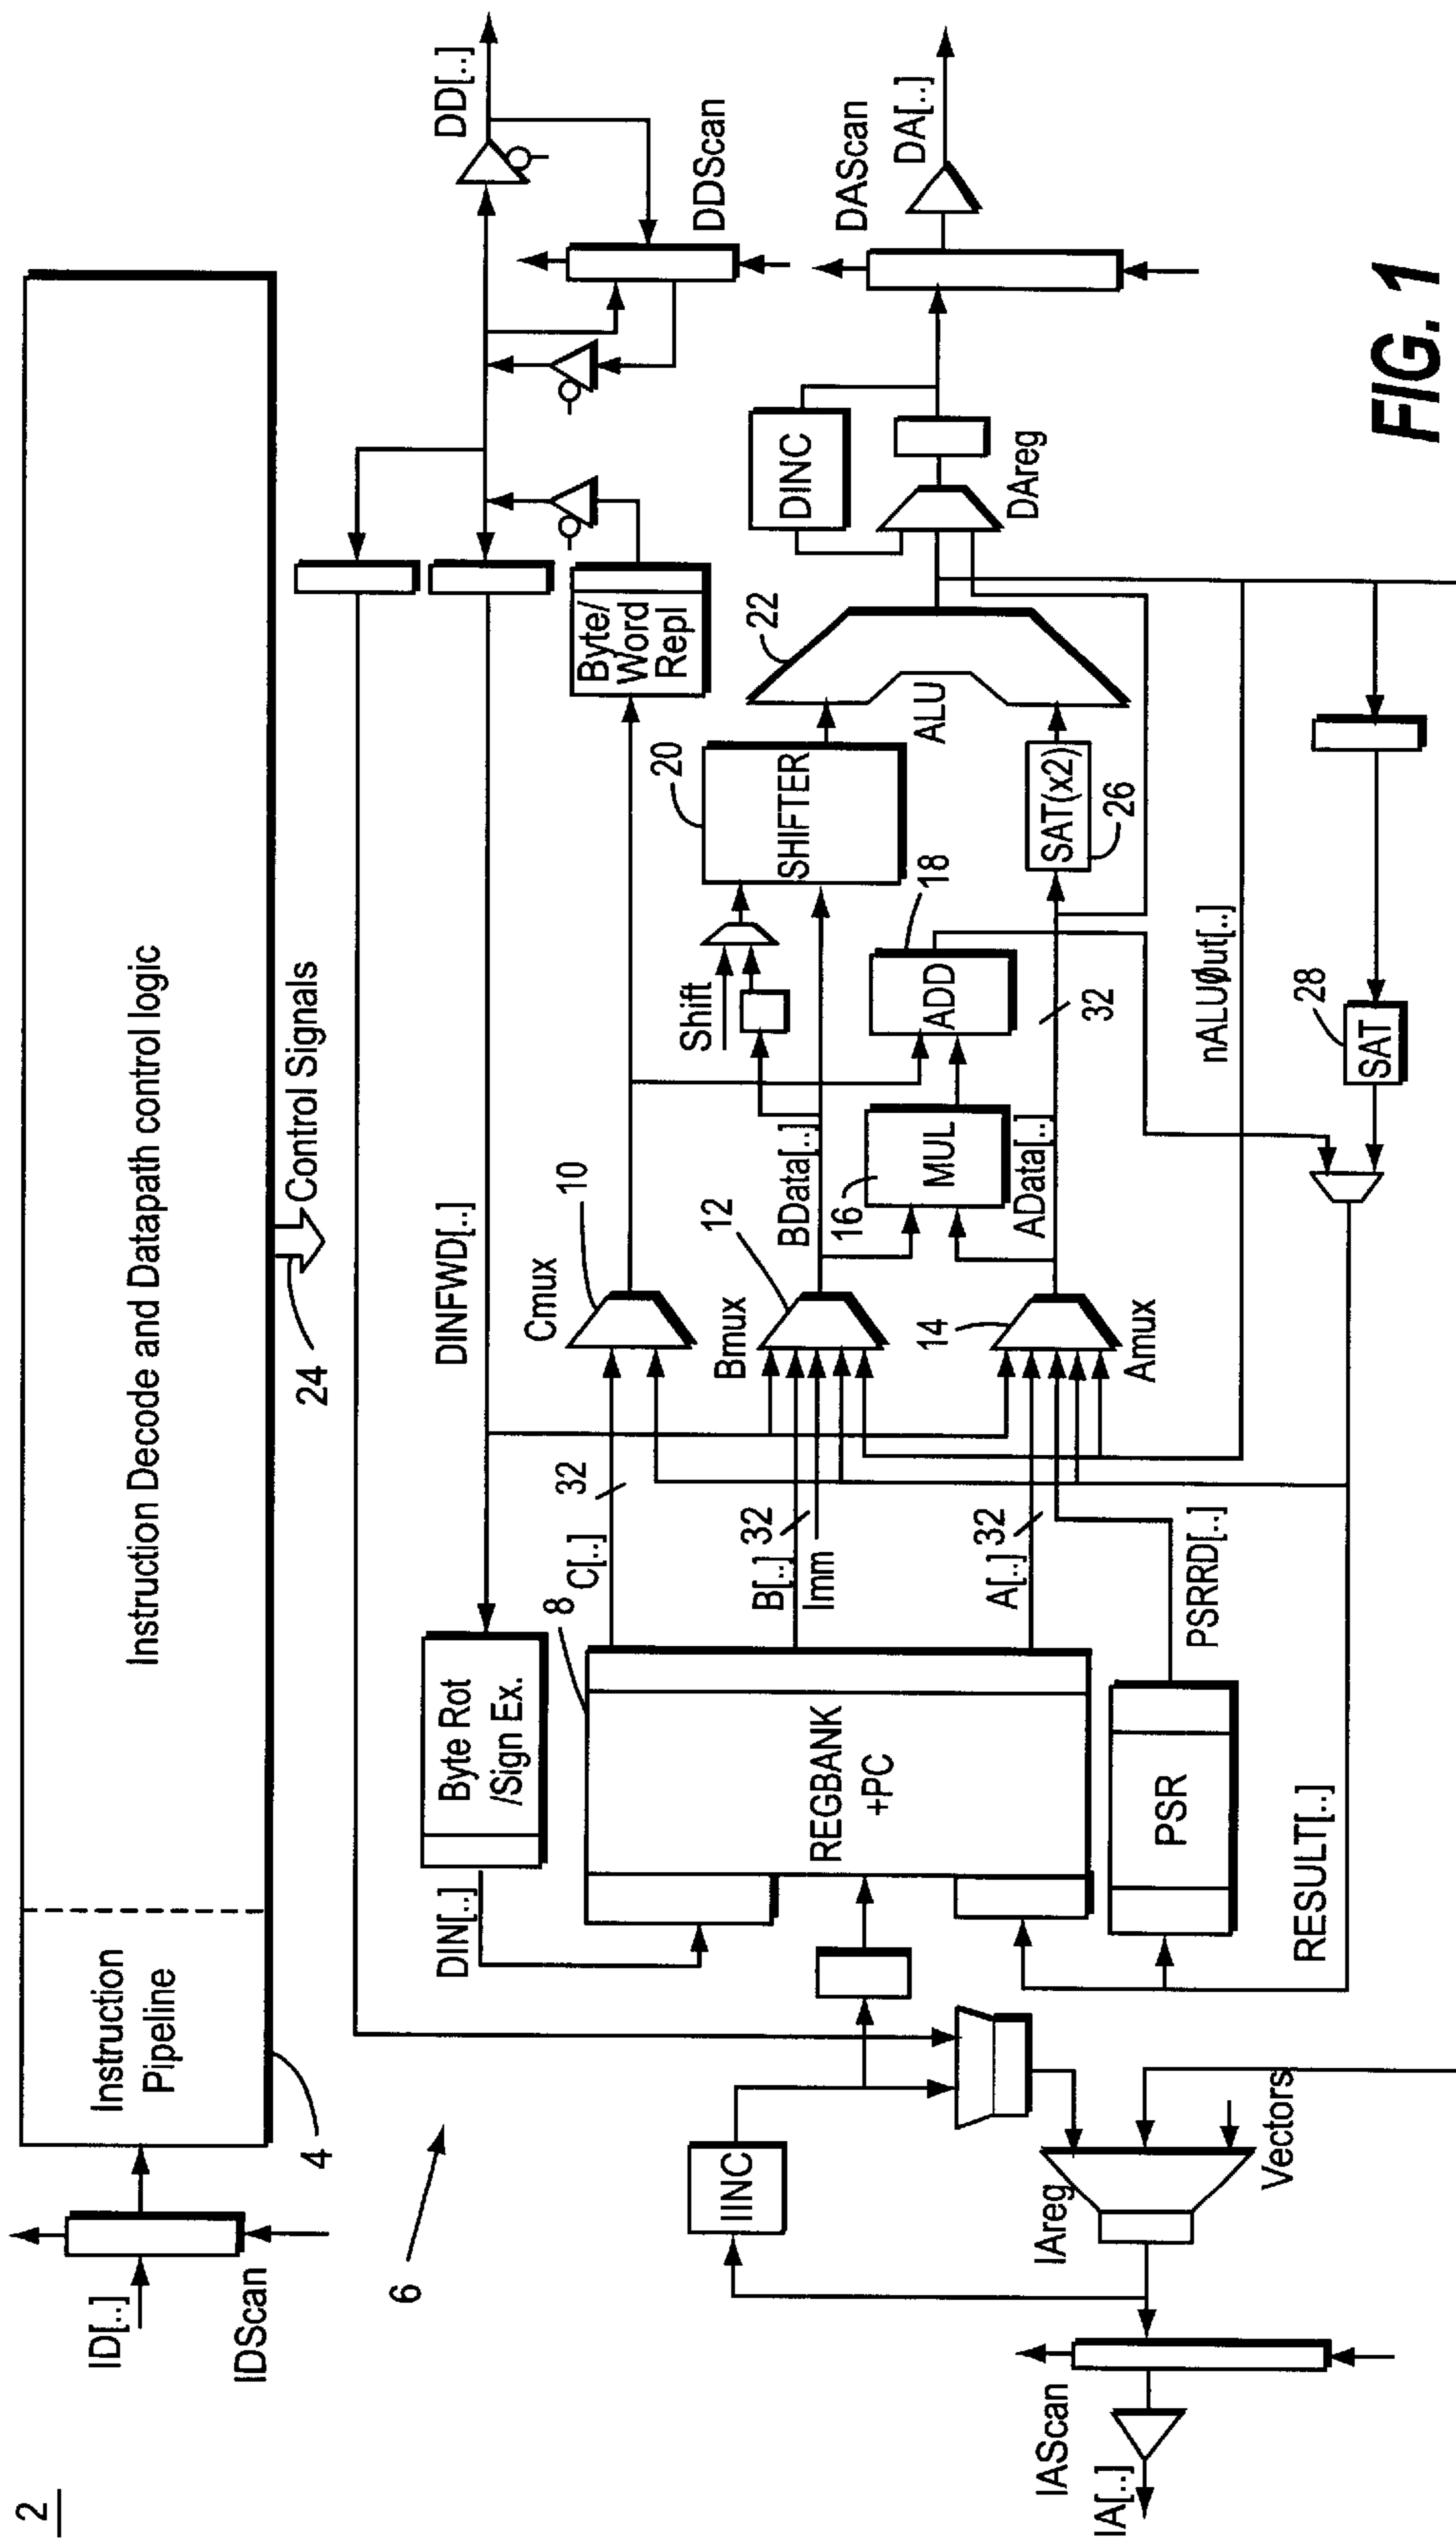 2
ID[..]
IDScan
Instruction
Pipeline
Instruction Decode and Datapath control logic
4
24
Control Signals
6
DINFWD[..]
DD[..]
DDScan
Byte Rot
/Sign Ex.
DIN[..]
8
C[..]
32
Cmux
10
Byte/
Word
Repl
REGBANK
+PC
B[..]
32
Imm
Bmux
12
BData[..]
Shift
20
SHIFTER
22
ALU
DINC
DAreg
DAScan
DA[..]
A[..]
32
14
Amux
16
MUL
AData[..]
18
ADD
32
SAT(x2)
26
IINC
PSR
PSRRD[..]
nALUOut[..]
IAScan
IA[..]
IAreg
Vectors
RESULT[..]
28
SAT
FIG. 1